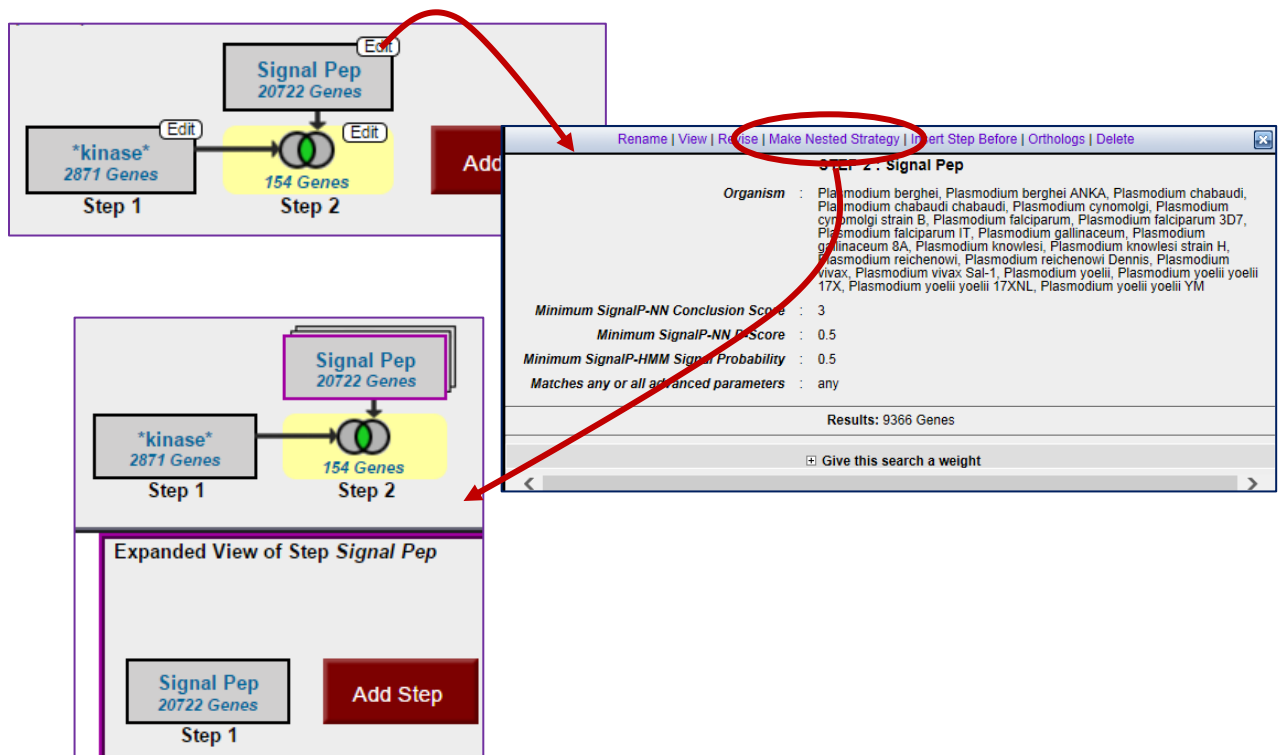 Edit
Signal Pep
20722 Genes
Edit
Edit
*kinase*
2871 Genes
154 Genes
Add
Step 1
Step 2
Rename | View | Revise | Make Nested Strategy | Insert Step Before | Orthologs | Delete
STEP 2 : Signal Pep
Organism : Plasmodium berghei, Plasmodium berghei ANKA, Plasmodium chabaudi,
Plasmodium chabaudi chabaudi, Plasmodium cynomolgi, Plasmodium
cynomolgi strain B, Plasmodium falciparum, Plasmodium falciparum 3D7,
Plasmodium falciparum IT, Plasmodium gallinaceum, Plasmodium
gallinaceum 8A, Plasmodium knowlesi, Plasmodium knowlesi strain H,
Plasmodium reichenowi, Plasmodium reichenowi Dennis, Plasmodium
vivax, Plasmodium vivax Sal-1, Plasmodium yoelii, Plasmodium yoelii yoelii
17X, Plasmodium yoelii yoelii 17XNL, Plasmodium yoelii yoelii YM
Minimum SignalP-NN Conclusion Score : 3
Minimum SignalP-NN D-Score : 0.5
Minimum SignalP-HMM Signal Probability : 0.5
Matches any or all advanced parameters : any
Results: 9366 Genes
Give this search a weight
Signal Pep
20722 Genes
*kinase*
2871 Genes
154 Genes
Step 1
Step 2
Expanded View of Step Signal Pep
Signal Pep
20722 Genes
Add Step
Step 1